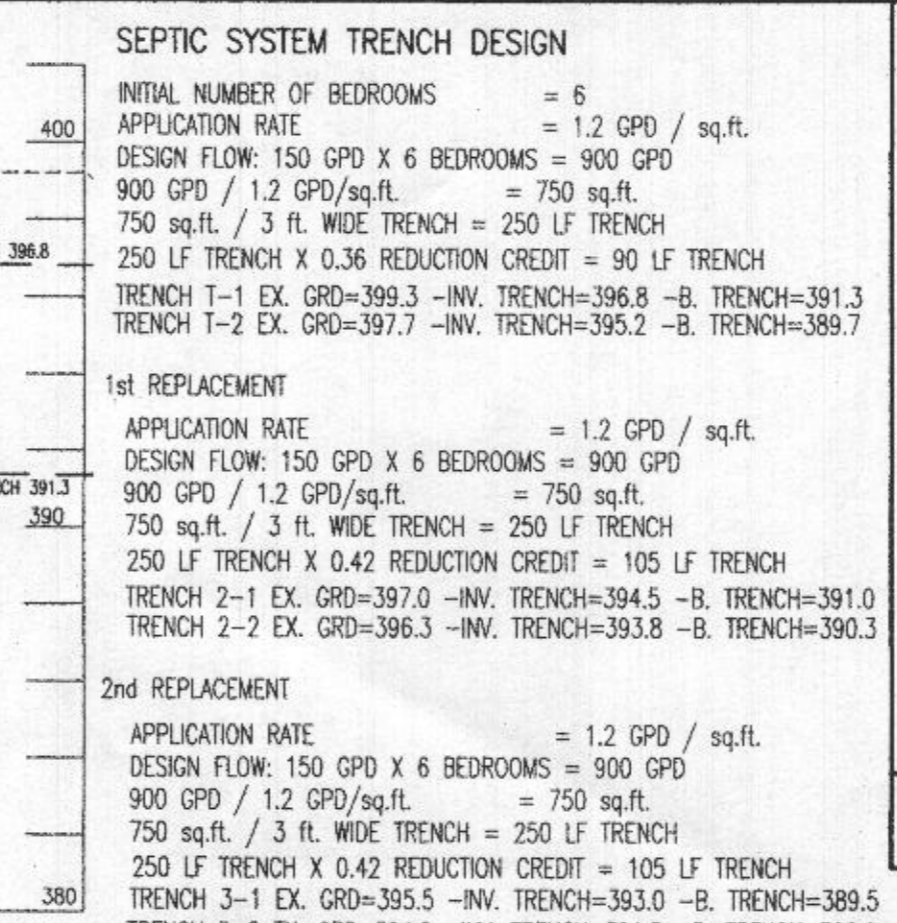 SEPTIC SYSTEM TRENCH DESIGN
INITIAL NUMBER OF BEDROOMS = 6
400
APPLICATION RATE = 1.2 GPD / sq.ft.
DESIGN FLOW: 150 GPD X 6 BEDROOMS = 900 GPD
900 GPD / 1.2 GPD/sq.ft. = 750 sq.ft.
750 sq.ft. / 3 ft. WIDE TRENCH = 250 LF TRENCH
396.8
250 LF TRENCH X 0.36 REDUCTION CREDIT = 90 LF TRENCH
TRENCH T-1 EX. GRD=399.3 -INV. TRENCH=396.8 -B. TRENCH=391.3
TRENCH T-2 EX. GRD=397.7 -INV. TRENCH=395.2 -B. TRENCH=389.7
1st REPLACEMENT
APPLICATION RATE = 1.2 GPD / sq.ft.
DESIGN FLOW: 150 GPD X 6 BEDROOMS = 900 GPD
CH 391.3
900 GPD / 1.2 GPD/sq.ft. = 750 sq.ft.
390
750 sq.ft. / 3 ft. WIDE TRENCH = 250 LF TRENCH
250 LF TRENCH X 0.42 REDUCTION CREDIT = 105 LF TRENCH
TRENCH 2-1 EX. GRD=397.0 -INV. TRENCH=394.5 -B. TRENCH=391.0
TRENCH 2-2 EX. GRD=396.3 -INV. TRENCH=393.8 -B. TRENCH=390.3
2nd REPLACEMENT
APPLICATION RATE = 1.2 GPD / sq.ft.
DESIGN FLOW: 150 GPD X 6 BEDROOMS = 900 GPD
900 GPD / 1.2 GPD/sq.ft. = 750 sq.ft.
750 sq.ft. / 3 ft. WIDE TRENCH = 250 LF TRENCH
250 LF TRENCH X 0.42 REDUCTION CREDIT = 105 LF TRENCH
380
TRENCH 3-1 EX. GRD=395.5 -INV. TRENCH=393.0 -B. TRENCH=389.5